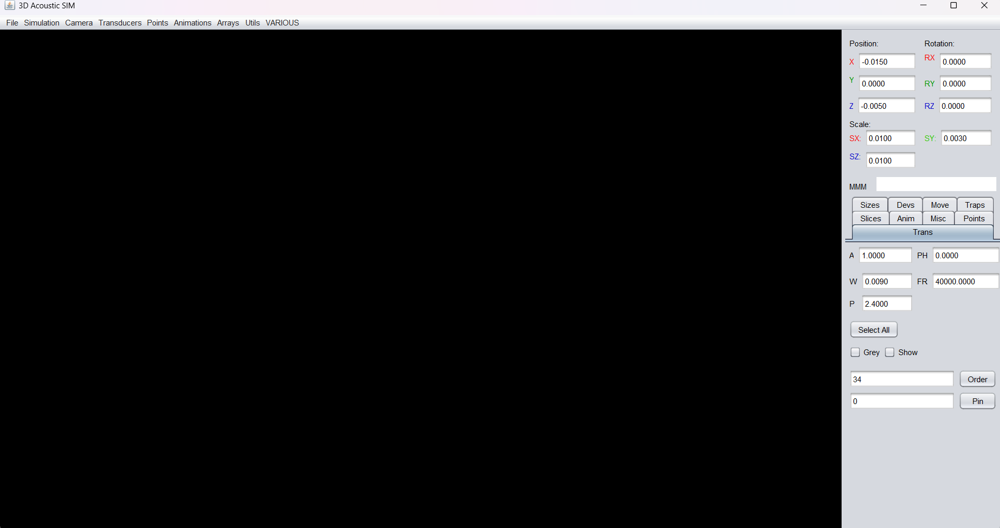 3D Acoustic SIM
File Simulation Camera Transducers Points Animations Arrays Utils VARIOUS
Position: Rotation:
X -0.0150 RX 0.0000
Y 0.0000 RY 0.0000
Z -0.0050 RZ 0.0000
Scale:
SX: 0.0100 SY: 0.0030
SZ: 0.0100
MMM
Sizes Devs Move Traps
Slices Anim Misc Points
Trans
A 1.0000 PH 0.0000
W 0.0090 FR 40000.0000
P 2.4000
Select All
Grey Show
34 Order
0 Pin